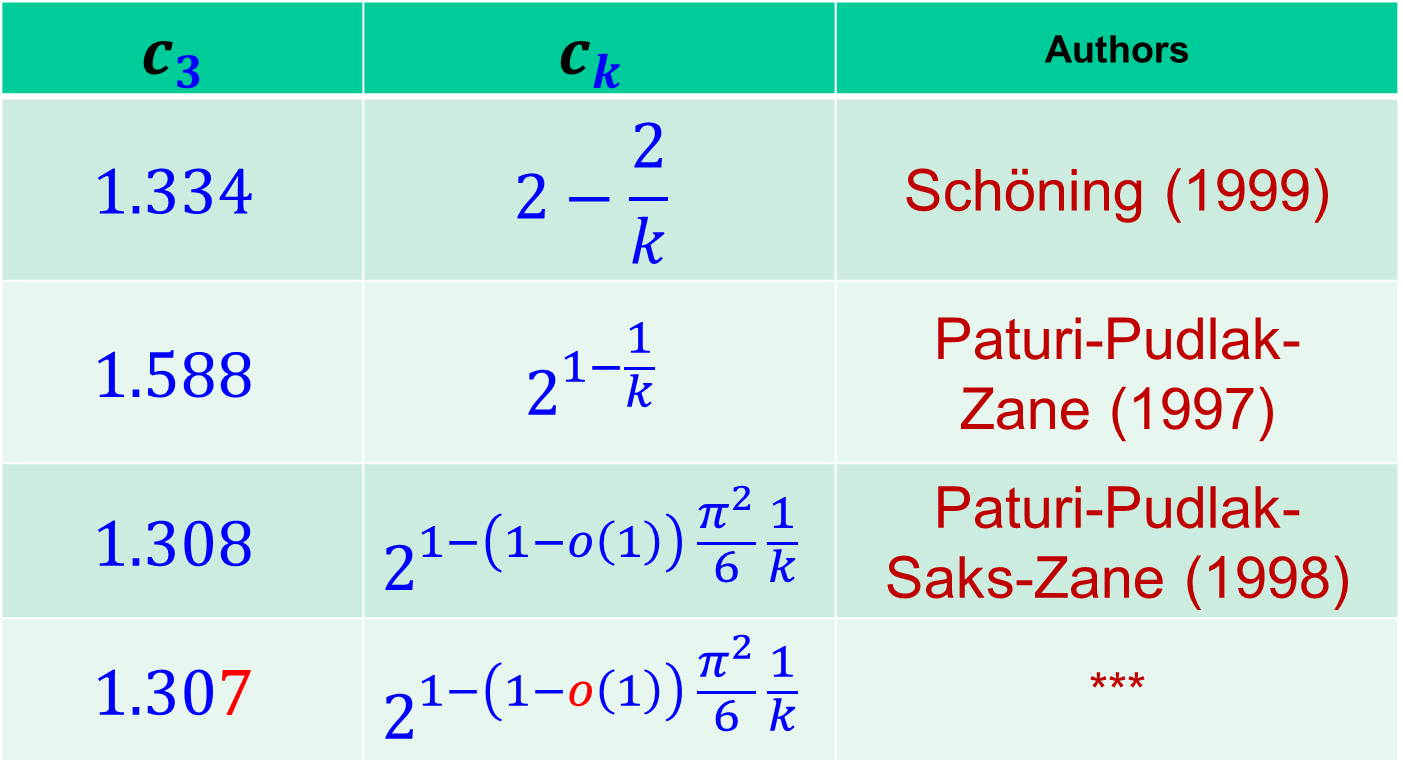 c₃ cₖ Authors
1.334 2 − 2/k Schöning (1999)
1.588 2^(1−1/k) Paturi-Pudlak-
Zane (1997)
1.308 2^(1−(1−o(1)) π²/6 1/k) Paturi-Pudlak-
Saks-Zane (1998)
1.307 2^(1−(1−o(1)) π²/6 1/k) ***